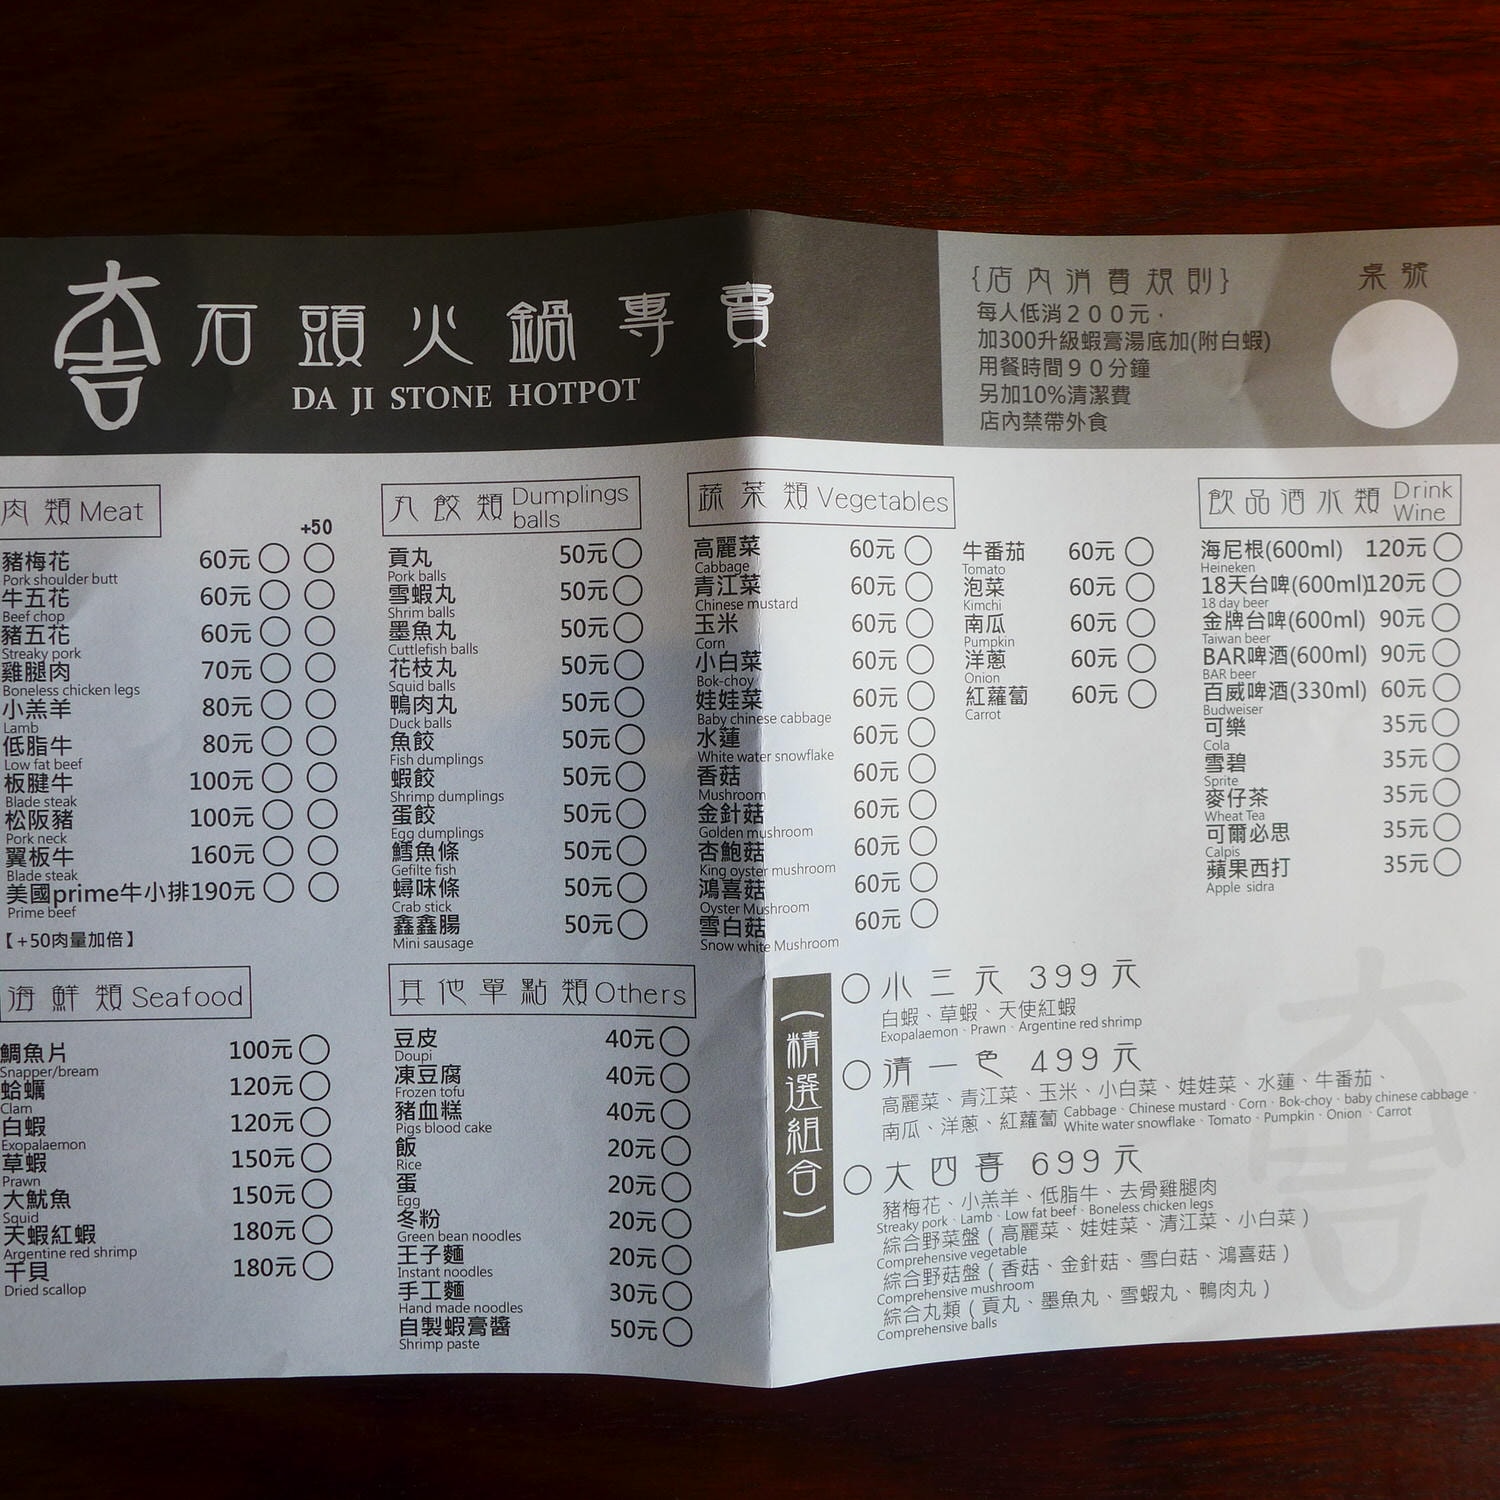 大吉 石頭火鍋專賣
DA JI STONE HOTPOT
{店內消費規則}
每人低消200元,
加300升級蝦膏湯底加(附白蝦)
用餐時間90分鐘
另加10%清潔費
店內禁帶外食
桌號
肉類 Meat
+50
豬梅花 60元
Pork shoulder butt
牛五花 60元
Beef chop
豬五花 60元
Streaky pork
雞腿肉 70元
Boneless chicken legs
小羔羊 80元
Lamb
低脂牛 80元
Low fat beef
板腱牛 100元
Blade steak
松阪豬 100元
Pork neck
翼板牛 160元
Blade steak
美國prime牛小排190元
Prime beef
【+50肉量加倍】
海鮮類 Seafood
鯛魚片 100元
Snapper/bream
蛤蠣 120元
Clam
白蝦 120元
Exopalaemon
草蝦 150元
Prawn
大魷魚 150元
Squid
天蝦紅蝦 180元
Argentine red shrimp
干貝 180元
Dried scallop
丸餃類 Dumplings balls
貢丸 50元
Pork balls
雪蝦丸 50元
Shrim balls
墨魚丸 50元
Cuttlefish balls
花枝丸 50元
Squid balls
鴨肉丸 50元
Duck balls
魚餃 50元
Fish dumplings
蝦餃 50元
Shrimp dumplings
蛋餃 50元
Egg dumplings
鱈魚條 50元
Gefilte fish
蟳味條 50元
Crab stick
鑫鑫腸 50元
Mini sausage
其他單點類 Others
豆皮 40元
Doupi
凍豆腐 40元
Frozen tofu
豬血糕 40元
Pigs blood cake
飯 20元
Rice
蛋 20元
Egg
冬粉 20元
Green bean noodles
王子麵 20元
Instant noodles
手工麵 30元
Hand made noodles
自製蝦膏醬 50元
Shrimp paste
蔬菜類 Vegetables
高麗菜 60元
Cabbage
青江菜 60元
Chinese mustard
玉米 60元
Corn
小白菜 60元
Bok-choy
娃娃菜 60元
Baby chinese cabbage
水蓮 60元
White water snowflake
香菇 60元
Mushroom
金針菇 60元
Golden mushroom
杏鮑菇 60元
King oyster mushroom
鴻喜菇 60元
Oyster Mushroom
雪白菇 60元
Snow white Mushroom
牛番茄 60元
Tomato
泡菜 60元
Kimchi
南瓜 60元
Pumpkin
洋蔥 60元
Onion
紅蘿蔔 60元
Carrot
飲品酒水類 Drink Wine
海尼根(600ml) 120元
Heineken
18天台啤(600ml)120元
18 day beer
金牌台啤(600ml) 90元
Taiwan beer
BAR啤酒(600ml) 90元
BAR beer
百威啤酒(330ml) 60元
Budweiser
可樂 35元
Cola
雪碧 35元
Sprite
麥仔茶 35元
Wheat Tea
可爾必思 35元
Calpis
蘋果西打 35元
Apple sidra
(精選組合)
小三元 399元
白蝦、草蝦、天使紅蝦
Exopalaemon、Prawn、Argentine red shrimp
清一色 499元
高麗菜、青江菜、玉米、小白菜、娃娃菜、水蓮、牛番茄、
南瓜、洋蔥、紅蘿蔔 Cabbage、Chinese mustard、Corn、Bok-choy、baby chinese cabbage、
White water snowflake、Tomato、Pumpkin、Onion、Carrot
大四喜 699元
豬梅花、小羔羊、低脂牛、去骨雞腿肉
Streaky pork、Lamb、Low fat beef、Boneless chicken legs
綜合野菜盤(高麗菜、娃娃菜、清江菜、小白菜)
Comprehensive vegetable
綜合野菇盤(香菇、金針菇、雪白菇、鴻喜菇)
Comprehensive mushroom
綜合丸類(貢丸、墨魚丸、雪蝦丸、鴨肉丸)
Comprehensive balls